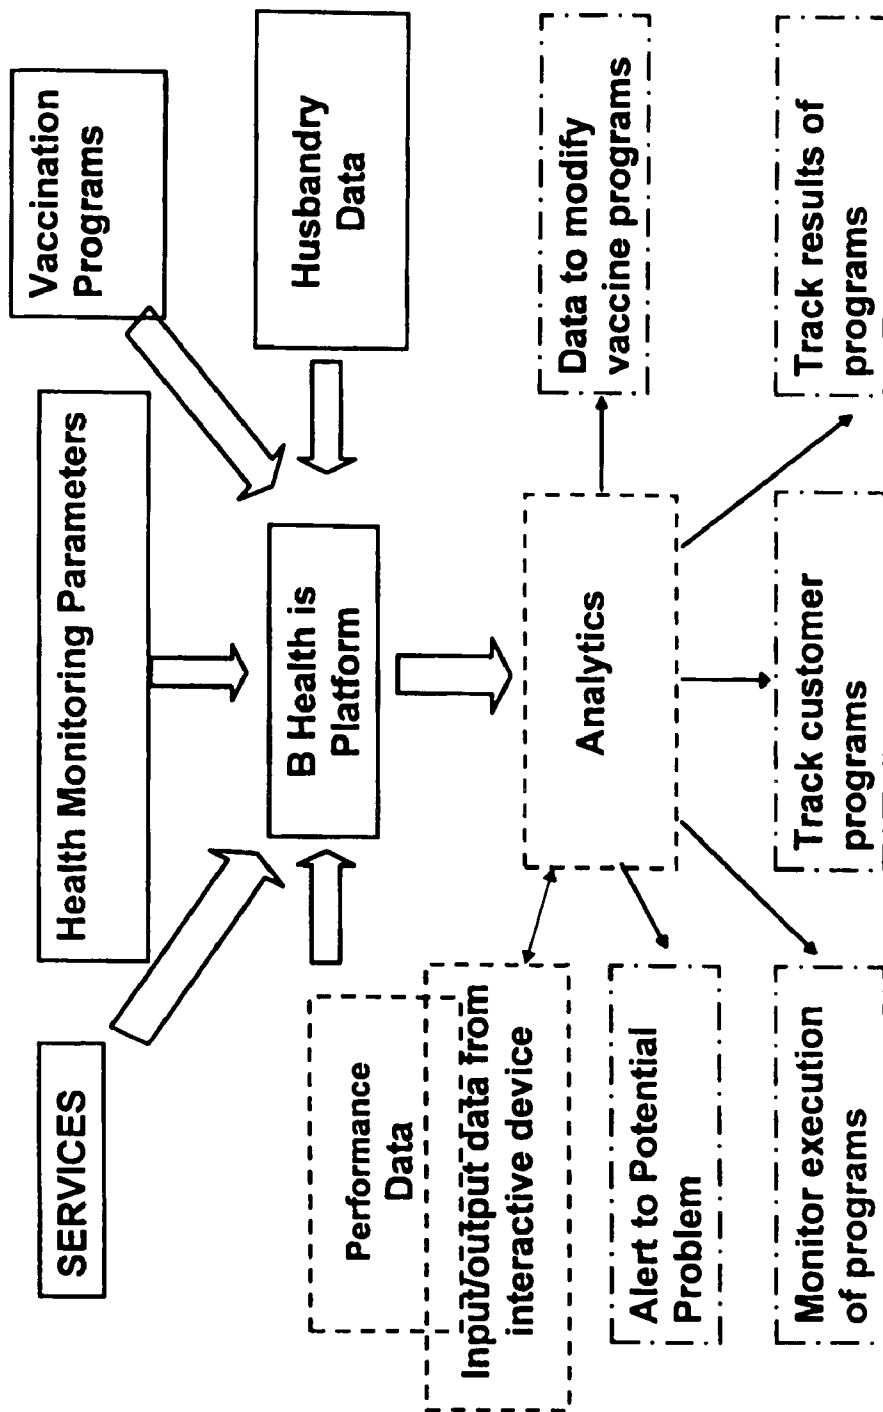 SERVICES
Health Monitoring Parameters
Vaccination
Programs
Performance
Data
B Health is
Platform
Husbandry
Data
Input/output data from
interactive device
Analytics
Data to modify
vaccine programs
Alert to Potential
Problem
Monitor execution
of programs
Track customer
programs
Track results of
programs